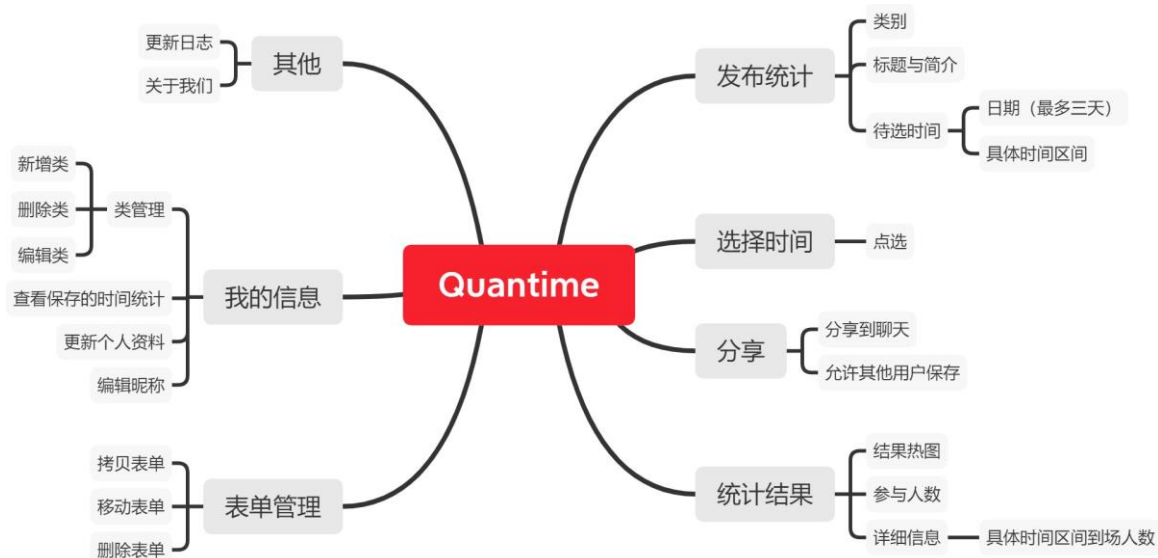 Quantime
发布统计
类别
标题与简介
待选时间
日期（最多三天）
具体时间区间
选择时间
点选
分享
分享到聊天
允许其他用户保存
统计结果
结果热图
参与人数
详细信息
具体时间区间到场人数
其他
更新日志
关于我们
我的信息
类管理
新增类
删除类
编辑类
查看保存的时间统计
更新个人资料
编辑昵称
表单管理
拷贝表单
移动表单
删除表单